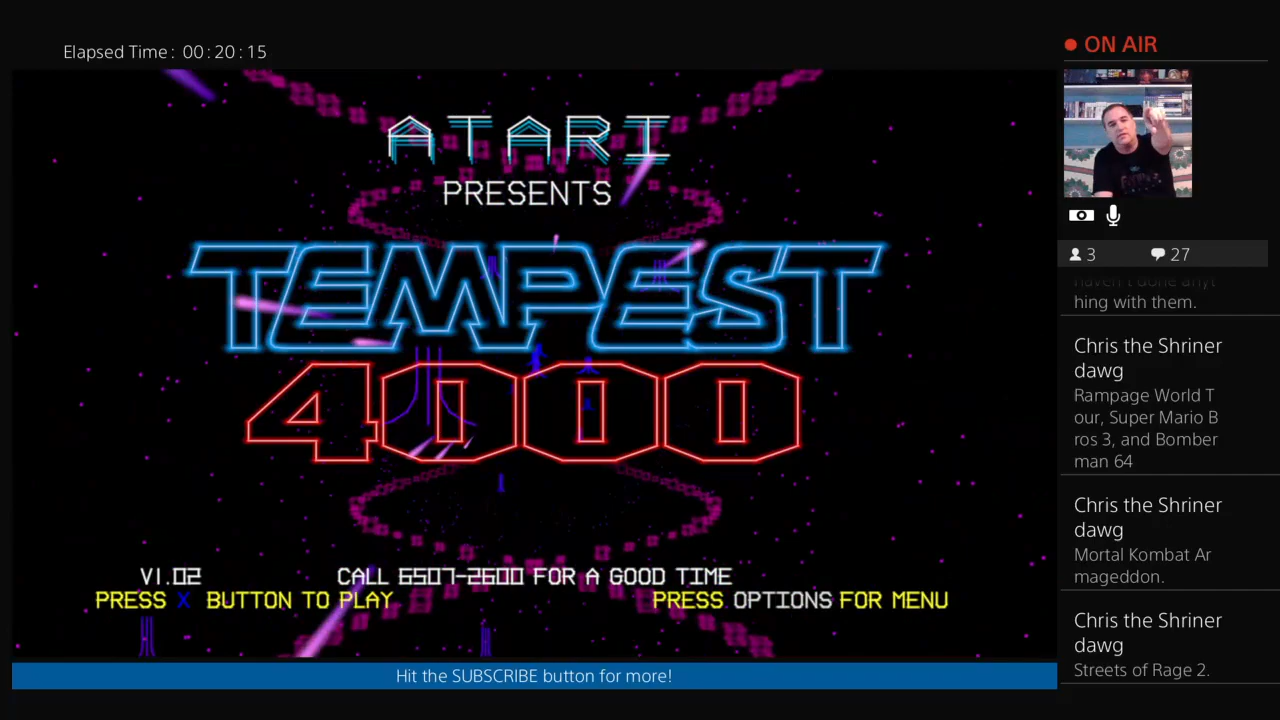 Elapsed Time: 00:20:15
ON AIR
ATARI
PRESENTS
TEMPEST
4000
V1.02
CALL 6507-2600 FOR A GOOD TIME
PRESS X BUTTON TO PLAY
PRESS OPTIONS FOR MENU
Hit the SUBSCRIBE button for more!
3
27
haven't done anyt
hing with them.
Chris the Shriner
dawg
Rampage World T
our, Super Mario B
ros 3, and Bomber
man 64
Chris the Shriner
dawg
Mortal Kombat Ar
mageddon.
Chris the Shriner
dawg
Streets of Rage 2.